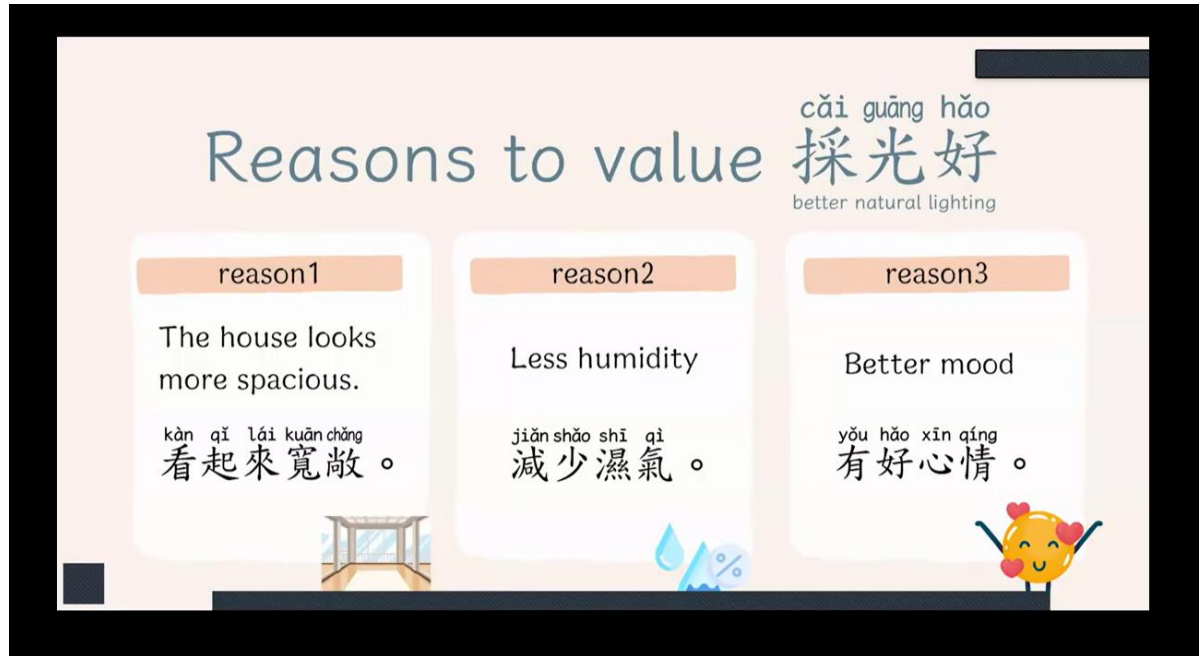 cǎi guāng hǎo
Reasons to value 採光好
better natural lighting
reason1
The house looks
more spacious.
kàn qǐ lái kuān chǎng
看起來寬敞。
reason2
Less humidity
jiǎn shǎo shī qì
減少濕氣。
reason3
Better mood
yǒu hǎo xīn qíng
有好心情。
%